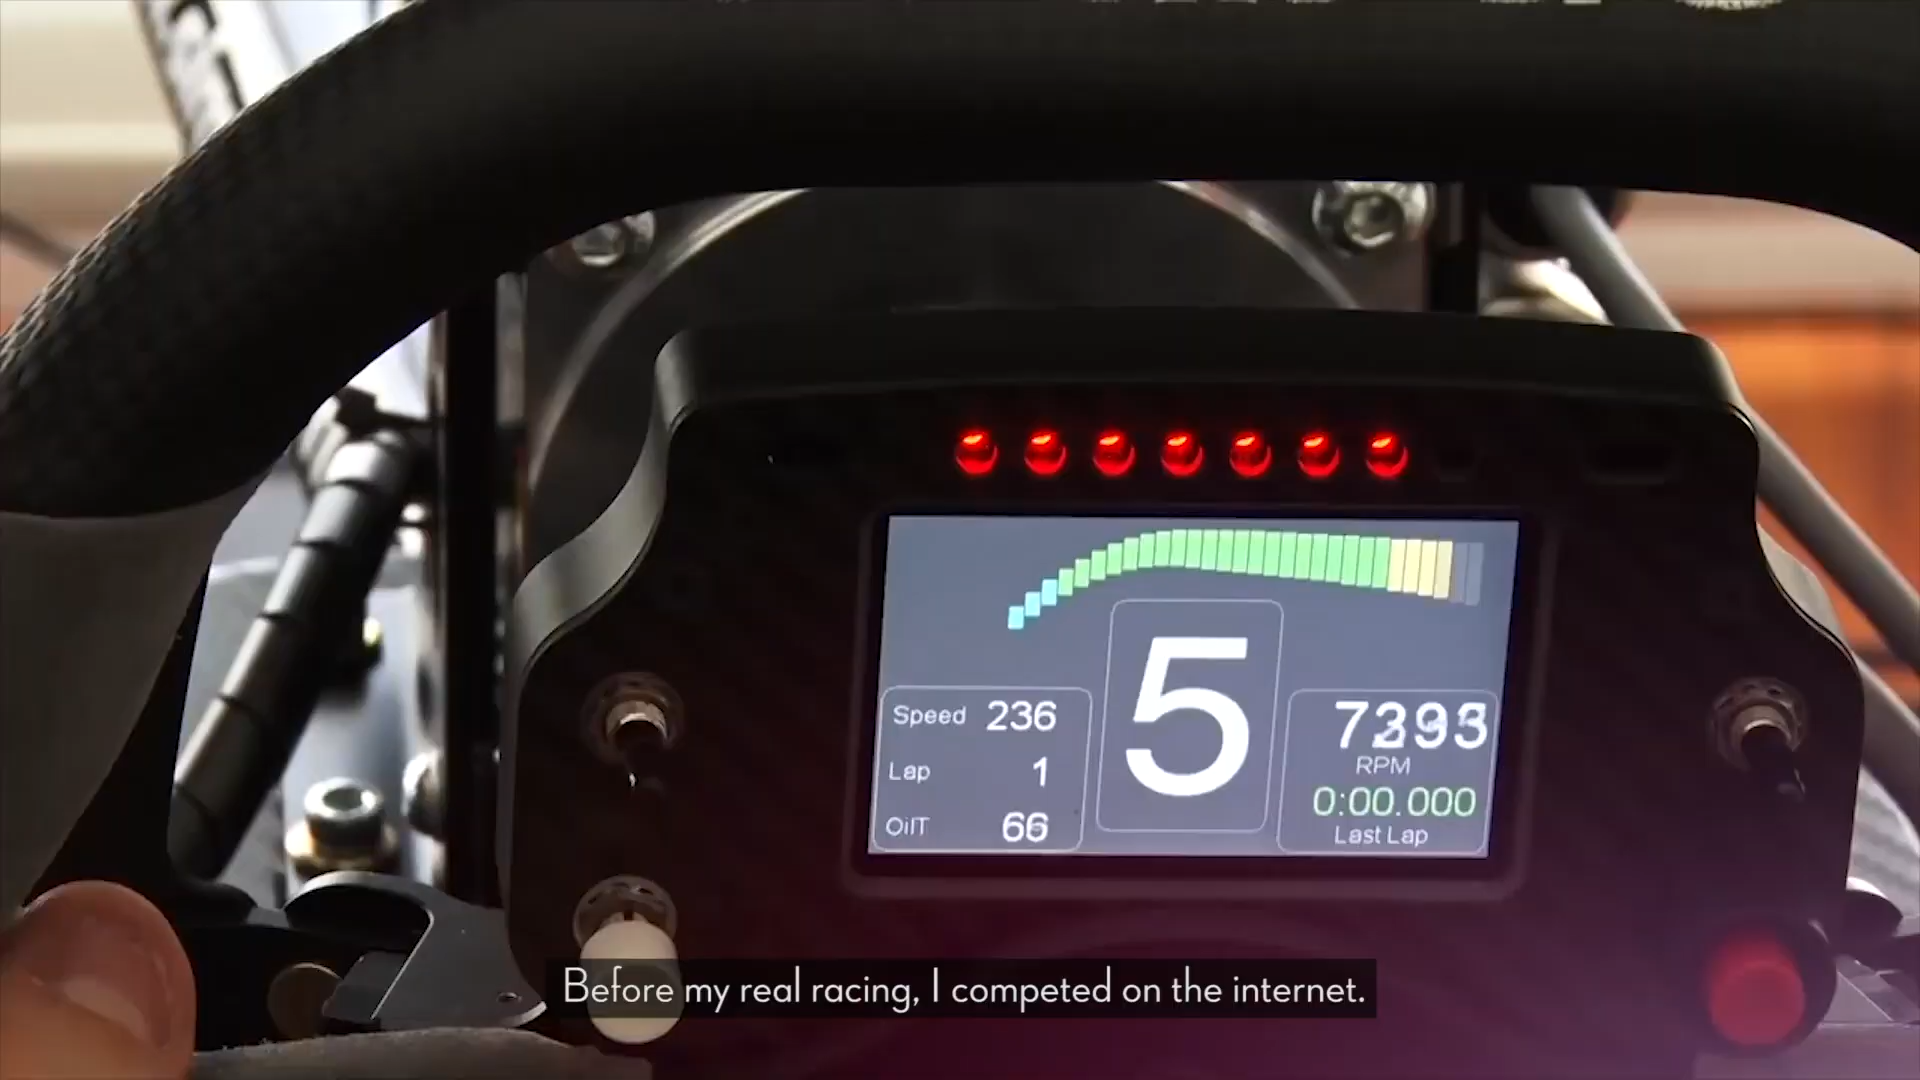 5
Speed 236
Lap 1
OilT 66
RPM
0:00.000
Last Lap
Before my real racing, I competed on the internet.